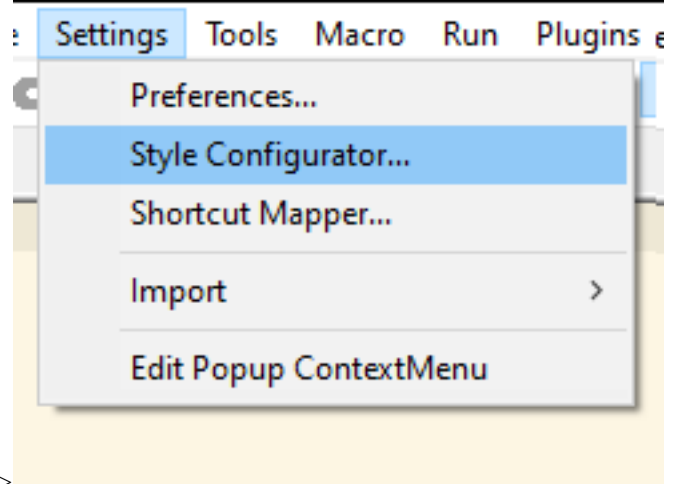 Settings Tools Macro Run Plugins
Preferences...
Style Configurator...
Shortcut Mapper...
Import >
Edit Popup ContextMenu
>